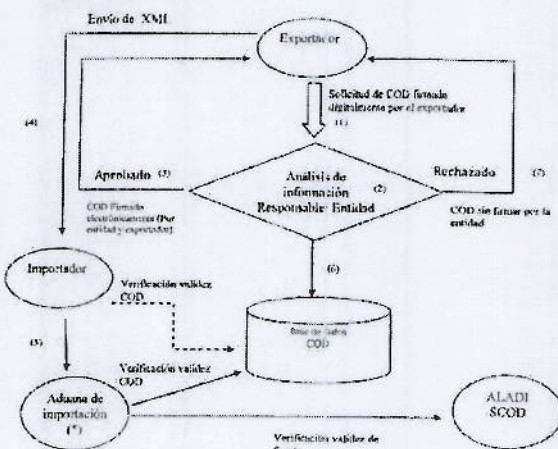 Envío de XML
Exportador
Solicitud de COD firmada
digitalmente por el exportador
(1)
(4)
Aprobado (3)
Análisis de
información (2)
Responsable: Entidad
Rechazado (7)
COD Firmado
electrónicamente (Por
entidad y exportador)
COD sin firmar por la
entidad
Importador
(6)
Verificación validez
COD
Base de Datos
COD
(5)
Verificación validez
COD
Aduana de
importación
(*)
ALADI
SCOD
Verificación validez de